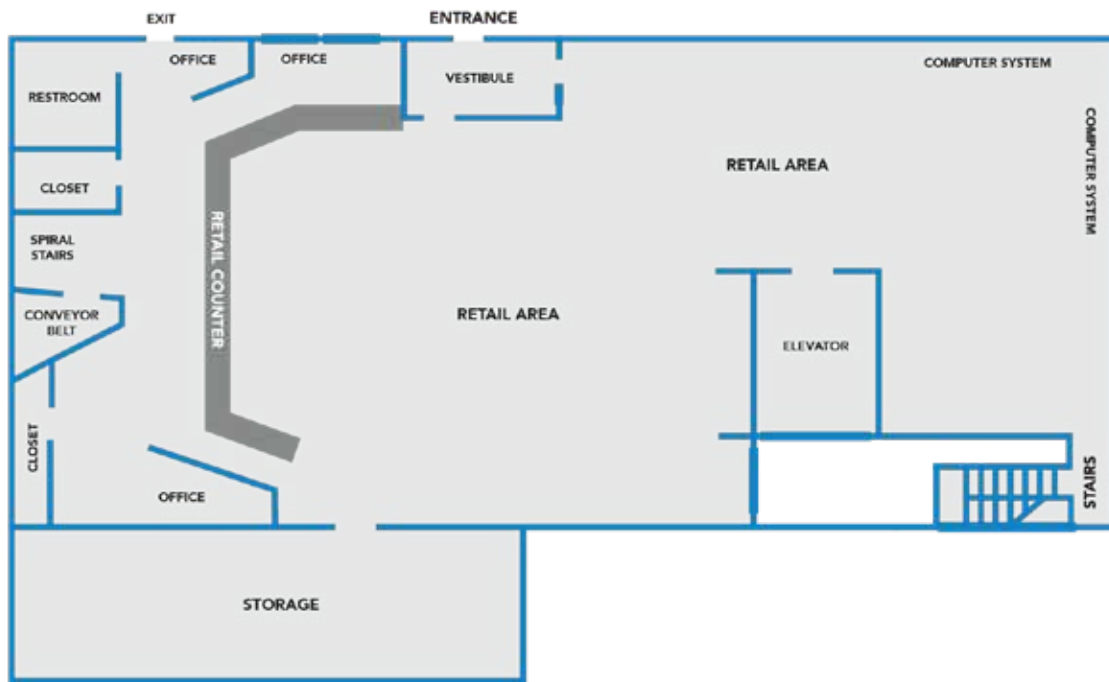 EXIT
ENTRANCE
OFFICE
OFFICE
VESTIBULE
COMPUTER SYSTEM
RESTROOM
COMPUTER SYSTEM
RETAIL AREA
CLOSET
SPIRAL
STAIRS
RETAIL COUNTER
CONVEYOR
BELT
RETAIL AREA
ELEVATOR
CLOSET
STAIRS
OFFICE
STORAGE